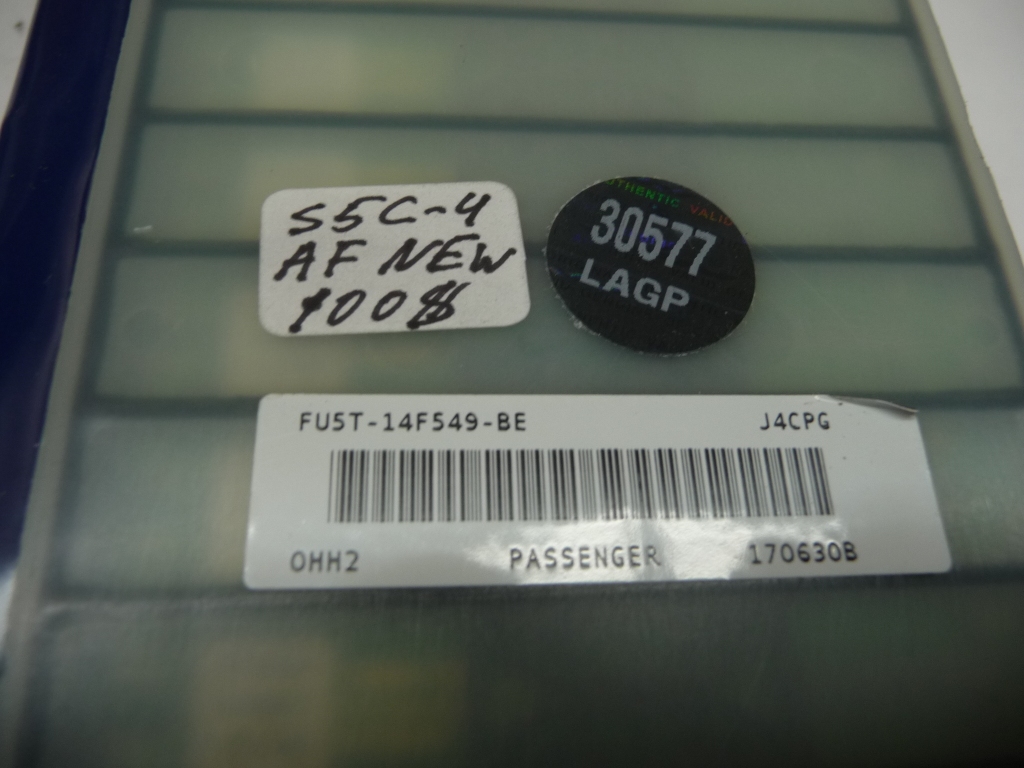 S5C-4
AF NEW
100$
AUTHENTIC VALID
30577
LAGP
FU5T-14F549-BE
J4CPG
OHH2
PASSENGER
170630B